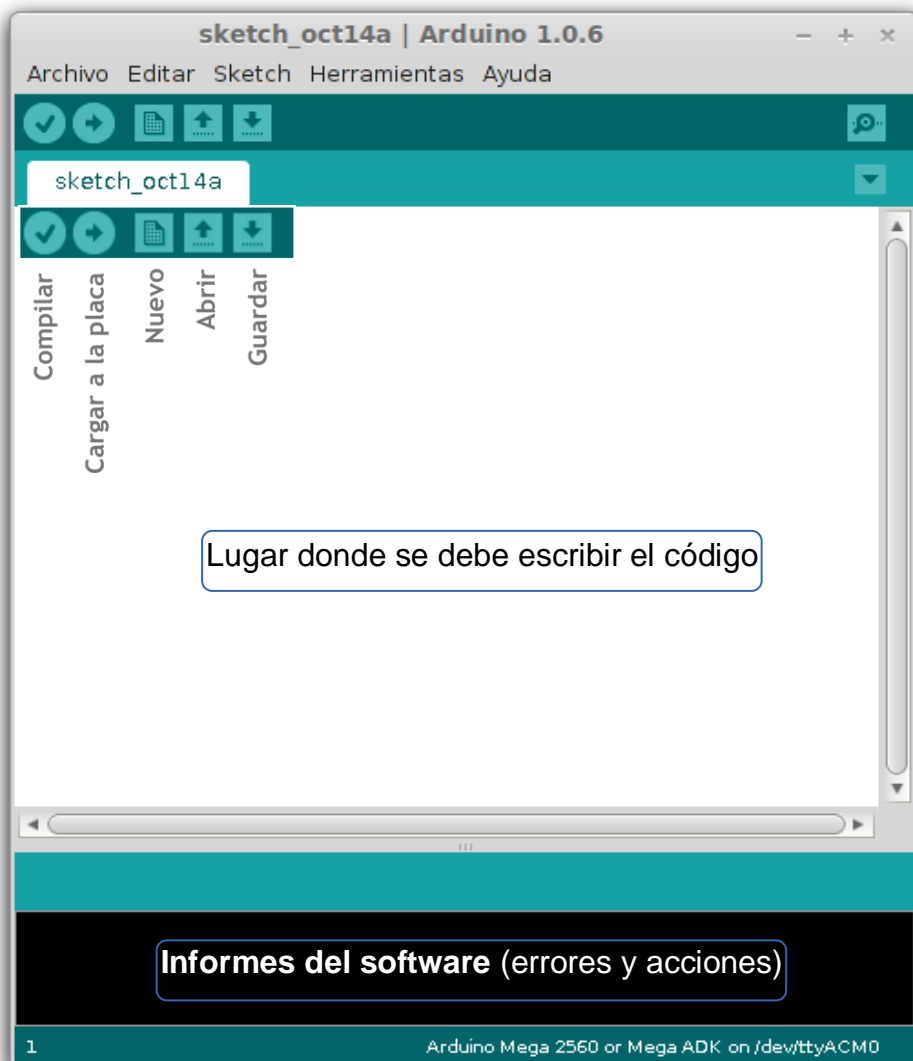 sketch_oct14a | Arduino 1.0.6
Archivo Editar Sketch Herramientas Ayuda
sketch_oct14a
Compilar
Cargar a la placa
Nuevo
Abrir
Guardar
Lugar donde se debe escribir el código
Informes del software (errores y acciones)
1 Arduino Mega 2560 or Mega ADK on /dev/ttyACM0